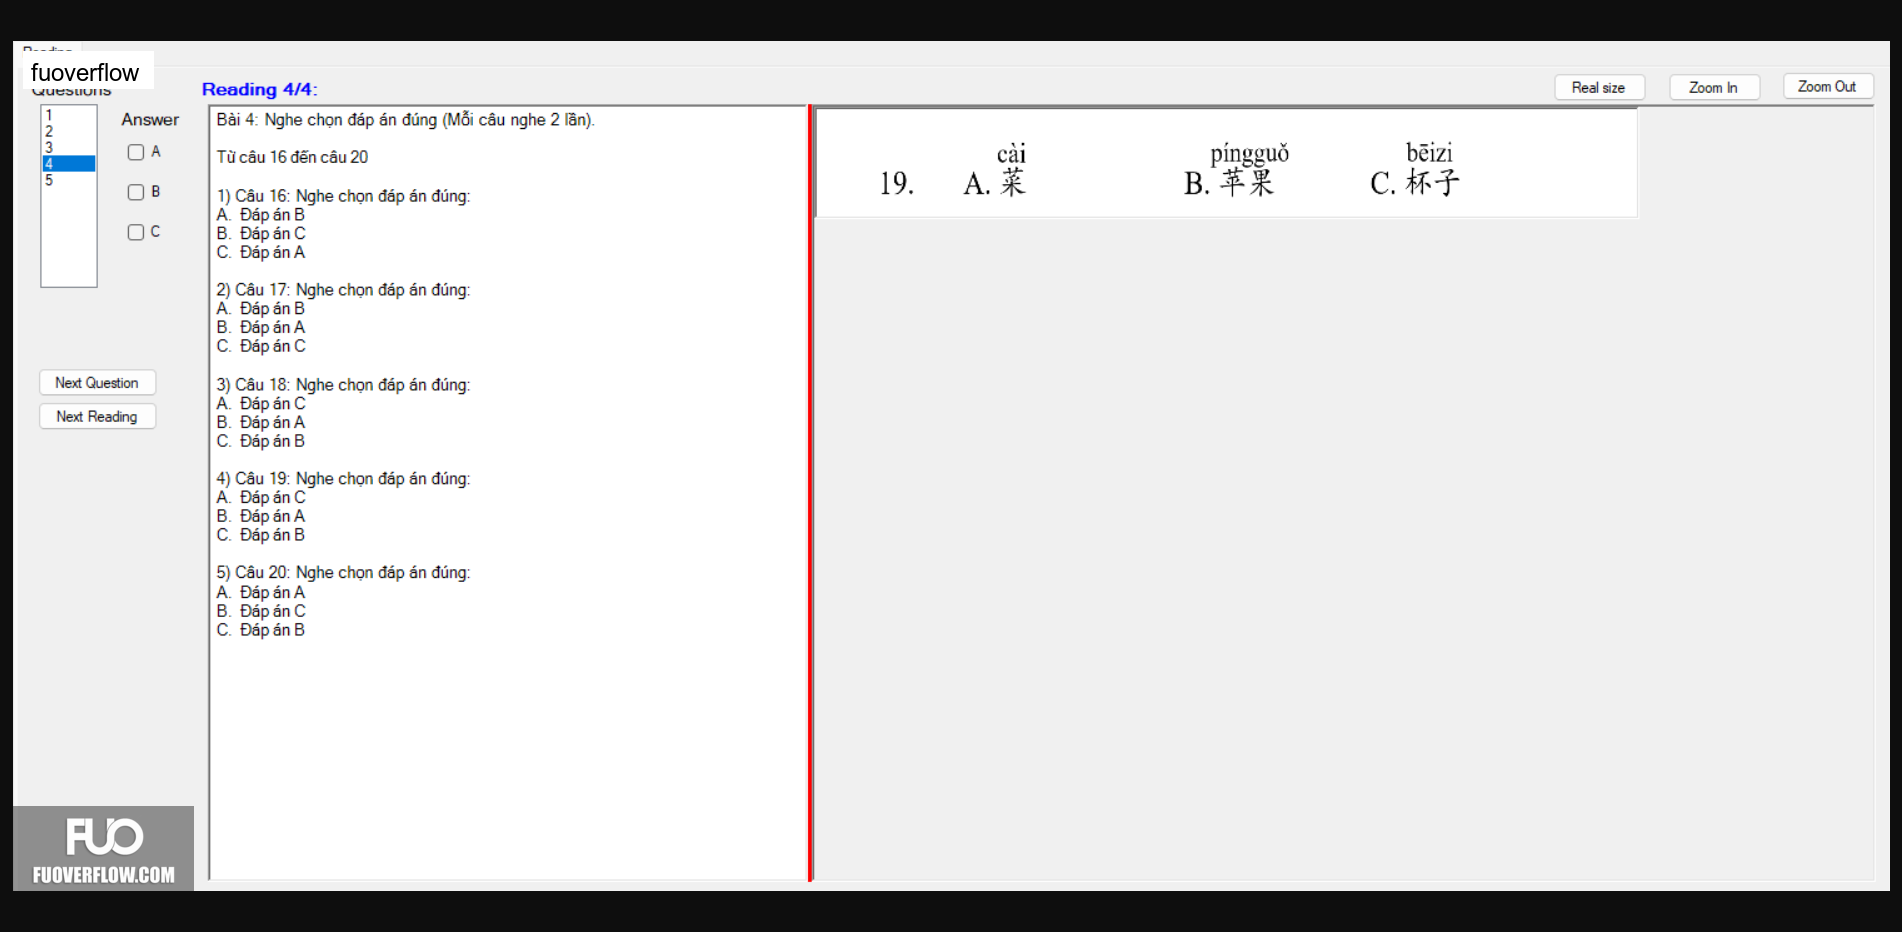 fuoverflow
Questions
Reading 4/4:
Real size
Zoom In
Zoom Out
1
2
3
4
5
Answer
A
B
C
Next Question
Next Reading
Bài 4: Nghe chọn đáp án đúng (Mỗi câu nghe 2 lần).
Từ câu 16 đến câu 20
1) Câu 16: Nghe chọn đáp án đúng:
A. Đáp án B
B. Đáp án C
C. Đáp án A
2) Câu 17: Nghe chọn đáp án đúng:
A. Đáp án B
B. Đáp án A
C. Đáp án C
3) Câu 18: Nghe chọn đáp án đúng:
A. Đáp án C
B. Đáp án A
C. Đáp án B
4) Câu 19: Nghe chọn đáp án đúng:
A. Đáp án C
B. Đáp án A
C. Đáp án B
5) Câu 20: Nghe chọn đáp án đúng:
A. Đáp án A
B. Đáp án C
C. Đáp án B
cài píngguǒ bēizi
19. A. 菜 B. 苹果 C. 杯子
FUO
FUOVERFLOW.COM